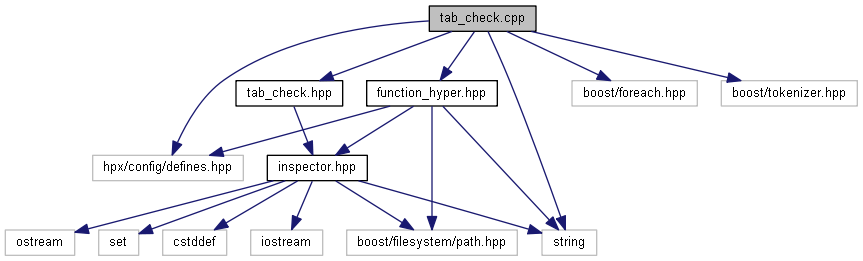 tab_check.cpp
tab_check.hpp
function_hyper.hpp
boost/foreach.hpp
boost/tokenizer.hpp
hpx/config/defines.hpp
inspector.hpp
ostream
set
cstddef
iostream
boost/filesystem/path.hpp
string